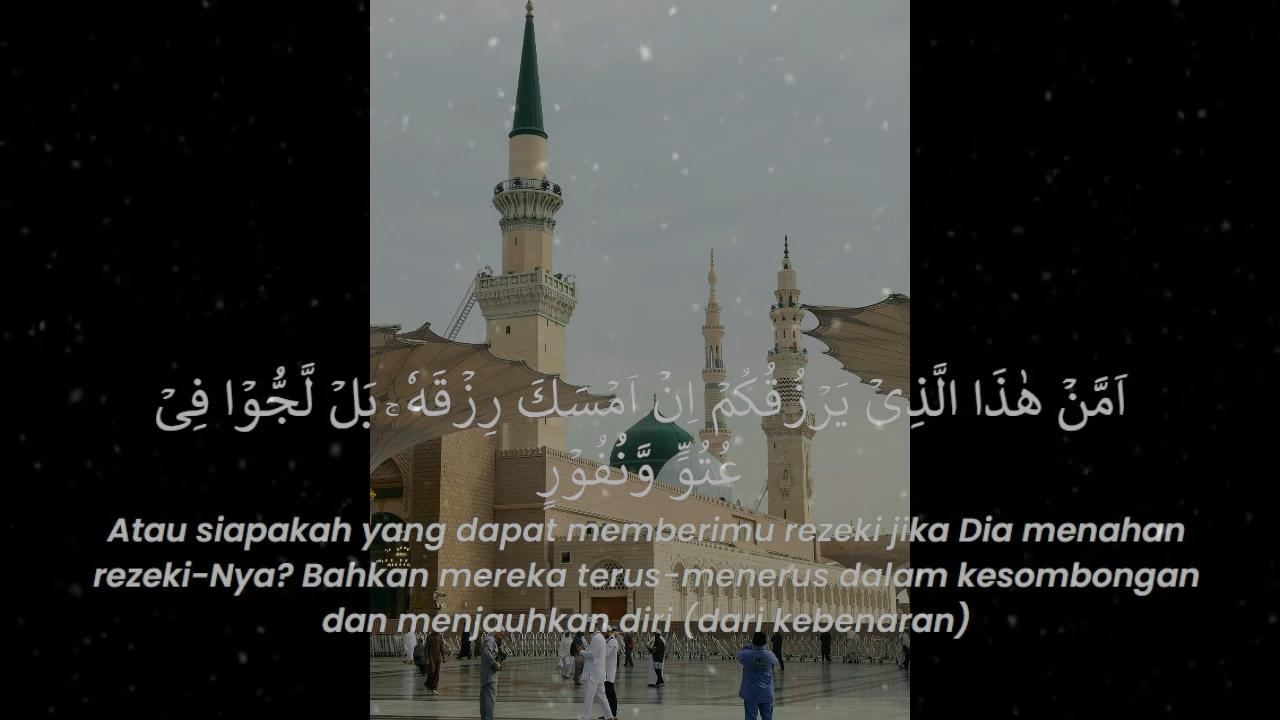 اَمَّنۡ هٰذَا الَّذِىۡ يَرۡزُقُكُمۡ اِنۡ اَمۡسَكَ رِزۡقَهٗ‌ ۚ بَلۡ لَّجُّوۡا فِىۡ
عُتُوٍّ وَّنُفُوۡرٍ
Atau siapakah yang dapat memberimu rezeki jika Dia menahan
rezeki-Nya? Bahkan mereka terus-menerus dalam kesombongan
dan menjauhkan diri (dari kebenaran)